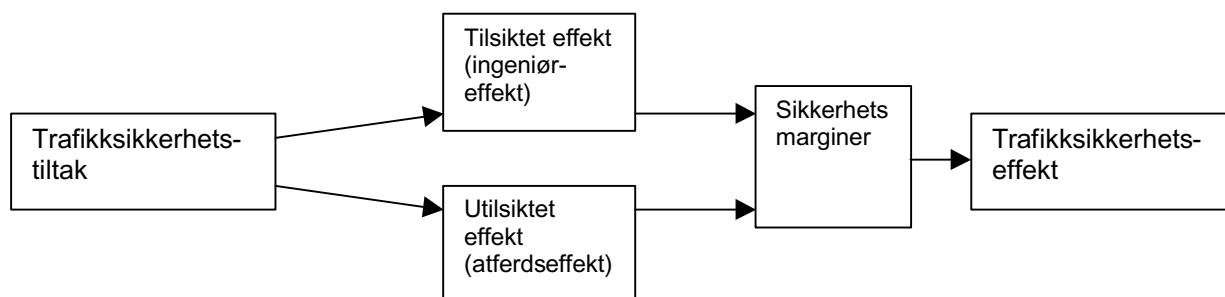 Trafikksikkerhets-
tiltak
Tilsiktet effekt
(ingeniør-
effekt)
Utilsiktet
effekt
(atferdseffekt)
Sikkerhets
marginer
Trafikksikkerhets-
effekt